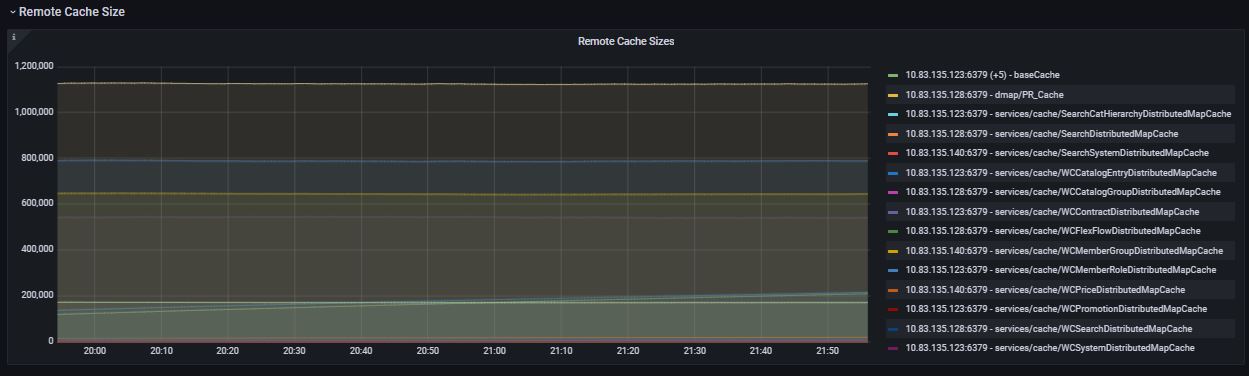 Remote Cache Size
i
Remote Cache Sizes
1,200,000
1,000,000
800,000
600,000
400,000
200,000
0
20:00 20:10 20:20 20:30 20:40 20:50 21:00 21:10 21:20 21:30 21:40 21:50
10.83.135.123:6379 (+5) - baseCache
10.83.135.128:6379 - dmap/PR_Cache
10.83.135.123:6379 - services/cache/SearchCatHierarchyDistributedMapCache
10.83.135.128:6379 - services/cache/SearchDistributedMapCache
10.83.135.140:6379 - services/cache/SearchSystemDistributedMapCache
10.83.135.123:6379 - services/cache/WCCatalogEntryDistributedMapCache
10.83.135.128:6379 - services/cache/WCCatalogGroupDistributedMapCache
10.83.135.123:6379 - services/cache/WCContractDistributedMapCache
10.83.135.128:6379 - services/cache/WCFlexFlowDistributedMapCache
10.83.135.140:6379 - services/cache/WCMemberGroupDistributedMapCache
10.83.135.123:6379 - services/cache/WCMemberRoleDistributedMapCache
10.83.135.140:6379 - services/cache/WCPriceDistributedMapCache
10.83.135.123:6379 - services/cache/WCPromotionDistributedMapCache
10.83.135.128:6379 - services/cache/WCSearchDistributedMapCache
10.83.135.123:6379 - services/cache/WCSystemDistributedMapCache